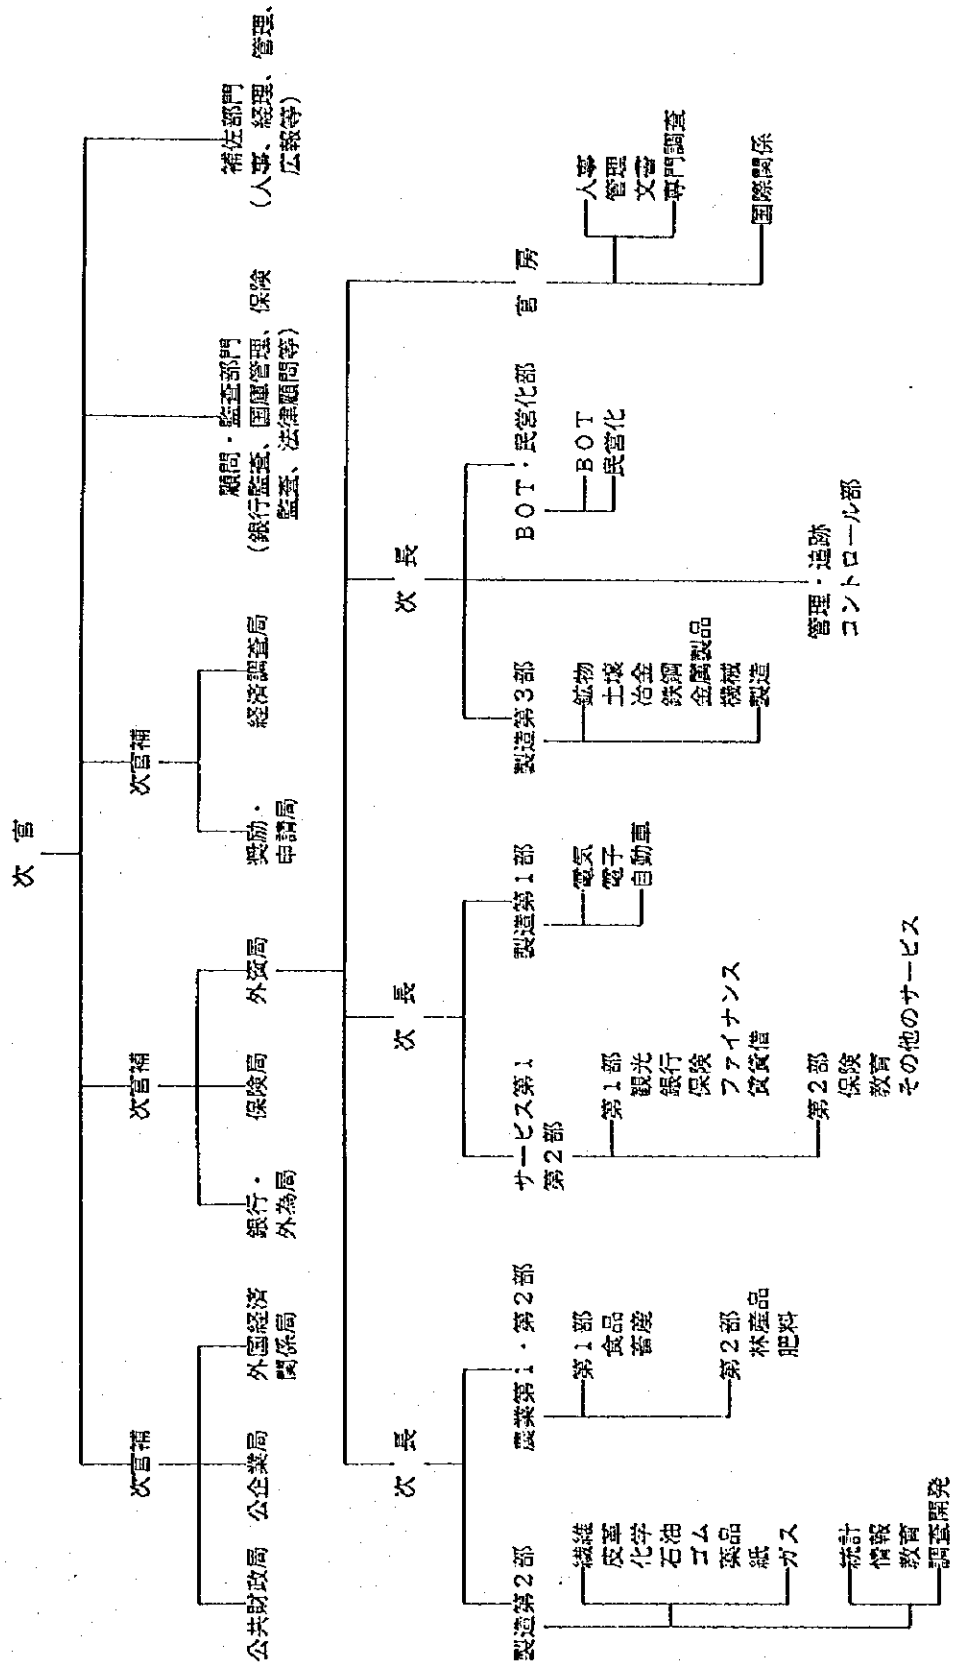 次 官
次官補
次官補
次官補
顧問・監査部門
(銀行監査、国庫管理、保険
監査、法律顧問等)
補佐部門
(人事、経理、管理、
広報等)
公共財政局
公企業局
外国経済
関係局
銀行・
外為局
保険局
外資局
奨励・
申請局
経済調査局
次 長
次 長
次 長
官 房
製造第2部
繊維
皮革
化学
石油
ゴム
薬品
紙
ガス
統計
情報
教育
調査開発
農業第1・第2部
第1部
食品
畜産
第2部
林産品
肥料
サービス第1
第2部
第1部
観光
銀行
保険
ファイナンス
賃貸借
第2部
保険
教育
その他のサービス
製造第1部
電気
電子
自動車
製造第3部
鉱物
土壌
冶金
鉄鋼
金属製品
機械
製造
管理・追跡
コントロール部
BOT・民営化部
BOT
民営化
人事
管理
文書
専門調査
国際関係